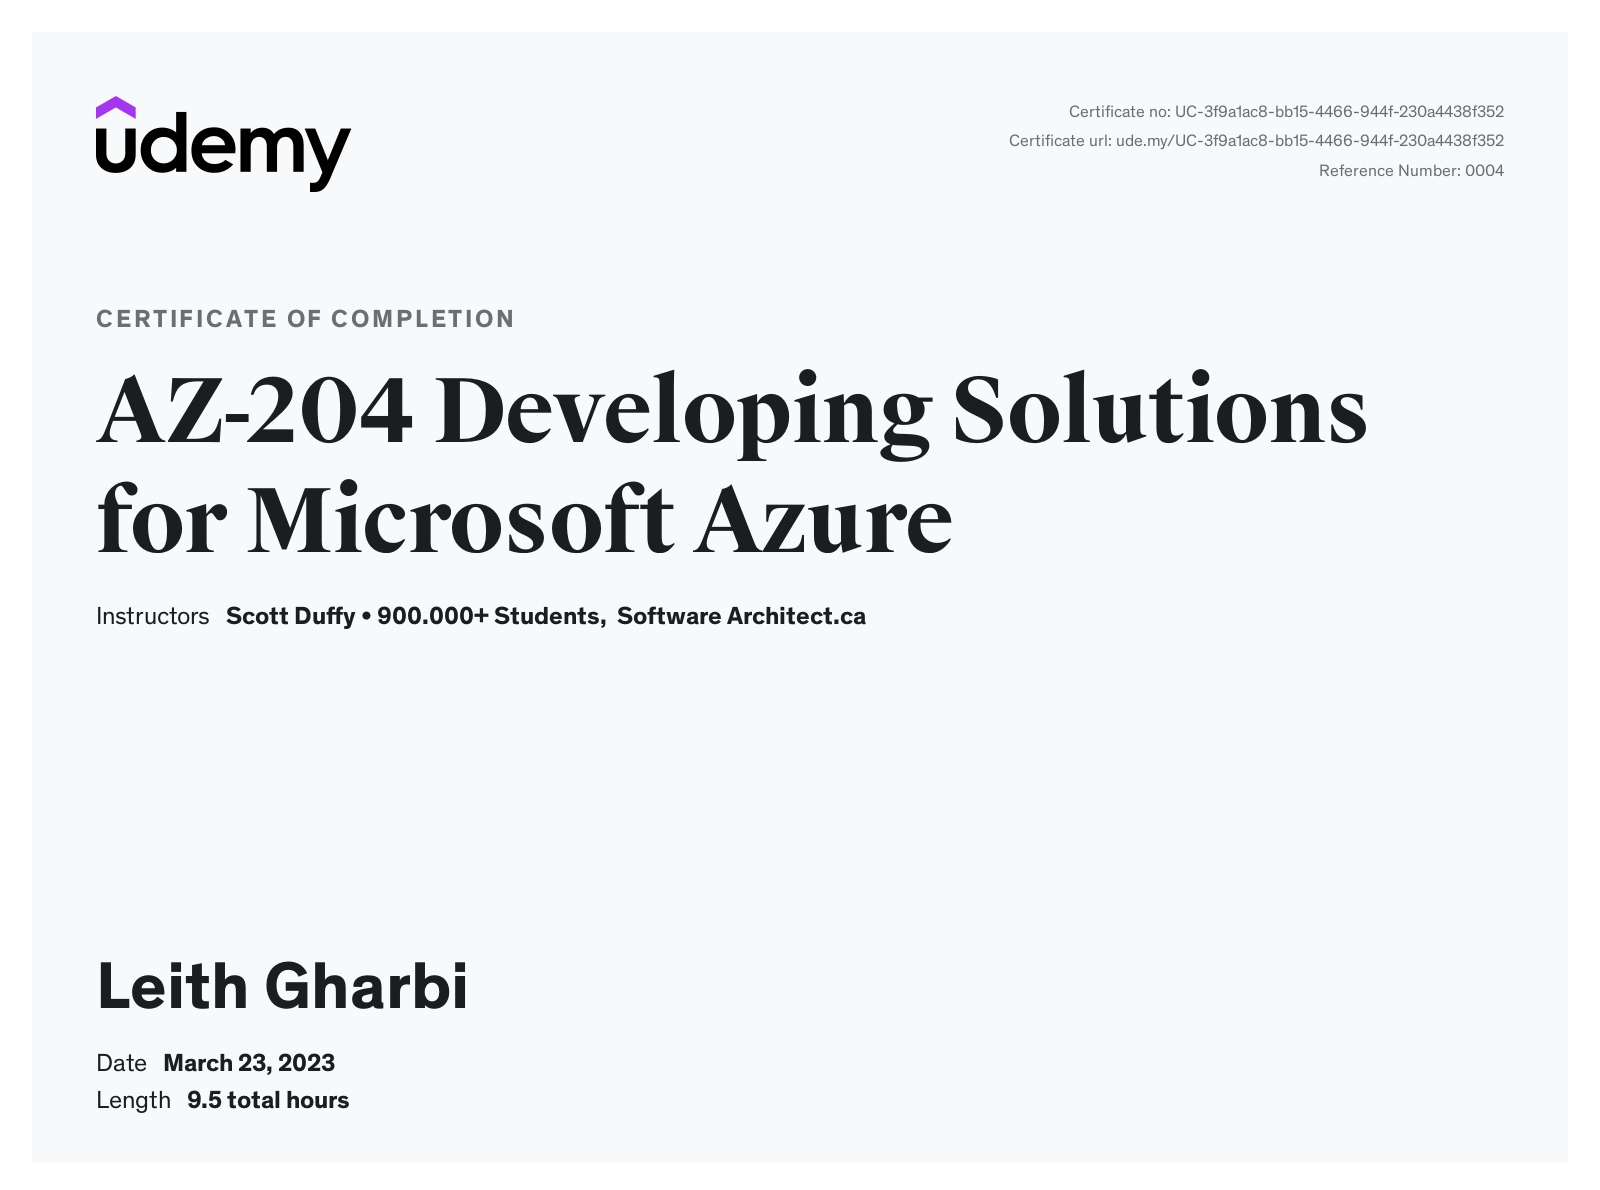 udemy
Certificate no: UC-3f9a1ac8-bb15-4466-944f-230a4438f352
Certificate url: ude.my/UC-3f9a1ac8-bb15-4466-944f-230a4438f352
Reference Number: 0004
CERTIFICATE OF COMPLETION
AZ-204 Developing Solutions
for Microsoft Azure
Instructors Scott Duffy • 900.000+ Students, Software Architect.ca
Leith Gharbi
Date March 23, 2023
Length 9.5 total hours